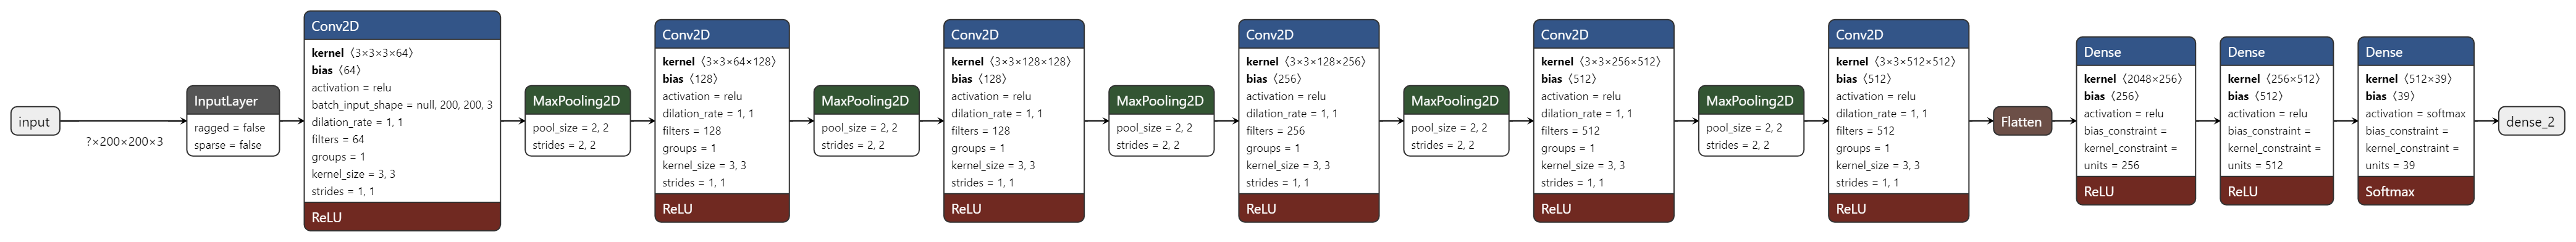 input
?×200×200×3
InputLayer
ragged = false
sparse = false
Conv2D
kernel 〈3×3×3×64〉
bias 〈64〉
activation = relu
batch_input_shape = null, 200, 200, 3
dilation_rate = 1, 1
filters = 64
groups = 1
kernel_size = 3, 3
strides = 1, 1
ReLU
MaxPooling2D
pool_size = 2, 2
strides = 2, 2
Conv2D
kernel 〈3×3×64×128〉
bias 〈128〉
activation = relu
dilation_rate = 1, 1
filters = 128
groups = 1
kernel_size = 3, 3
strides = 1, 1
ReLU
MaxPooling2D
pool_size = 2, 2
strides = 2, 2
Conv2D
kernel 〈3×3×128×128〉
bias 〈128〉
activation = relu
dilation_rate = 1, 1
filters = 128
groups = 1
kernel_size = 3, 3
strides = 1, 1
ReLU
MaxPooling2D
pool_size = 2, 2
strides = 2, 2
Conv2D
kernel 〈3×3×128×256〉
bias 〈256〉
activation = relu
dilation_rate = 1, 1
filters = 256
groups = 1
kernel_size = 3, 3
strides = 1, 1
ReLU
MaxPooling2D
pool_size = 2, 2
strides = 2, 2
Conv2D
kernel 〈3×3×256×512〉
bias 〈512〉
activation = relu
dilation_rate = 1, 1
filters = 512
groups = 1
kernel_size = 3, 3
strides = 1, 1
ReLU
MaxPooling2D
pool_size = 2, 2
strides = 2, 2
Conv2D
kernel 〈3×3×512×512〉
bias 〈512〉
activation = relu
dilation_rate = 1, 1
filters = 512
groups = 1
kernel_size = 3, 3
strides = 1, 1
ReLU
Flatten
Dense
kernel 〈2048×256〉
bias 〈256〉
activation = relu
bias_constraint =
kernel_constraint =
units = 256
ReLU
Dense
kernel 〈256×512〉
bias 〈512〉
activation = relu
bias_constraint =
kernel_constraint =
units = 512
ReLU
Dense
kernel 〈512×39〉
bias 〈39〉
activation = softmax
bias_constraint =
kernel_constraint =
units = 39
Softmax
dense_2